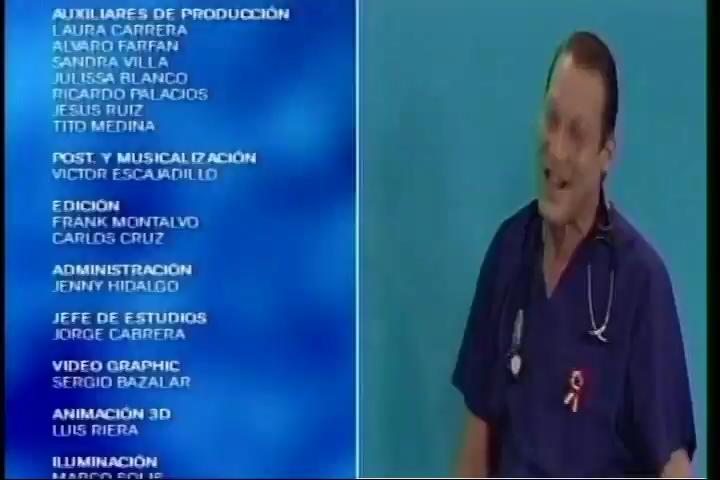 AUXILIARES DE PRODUCCIÓN
LAURA CARRERA
ALVARO FARFAN
SANDRA VILLA
JULISSA BLANCO
RICARDO PALACIOS
JESUS RUIZ
TITO MEDINA
POST. Y MUSICALIZACIÓN
VICTOR ESCAJADILLO
EDICIÓN
FRANK MONTALVO
CARLOS CRUZ
ADMINISTRACIÓN
JENNY HIDALGO
JEFE DE ESTUDIOS
JORGE CABRERA
VIDEO GRAPHIC
SERGIO BAZALAR
ANIMACIÓN 3D
LUIS RIERA
ILUMINACIÓN
MARCO SOLIS